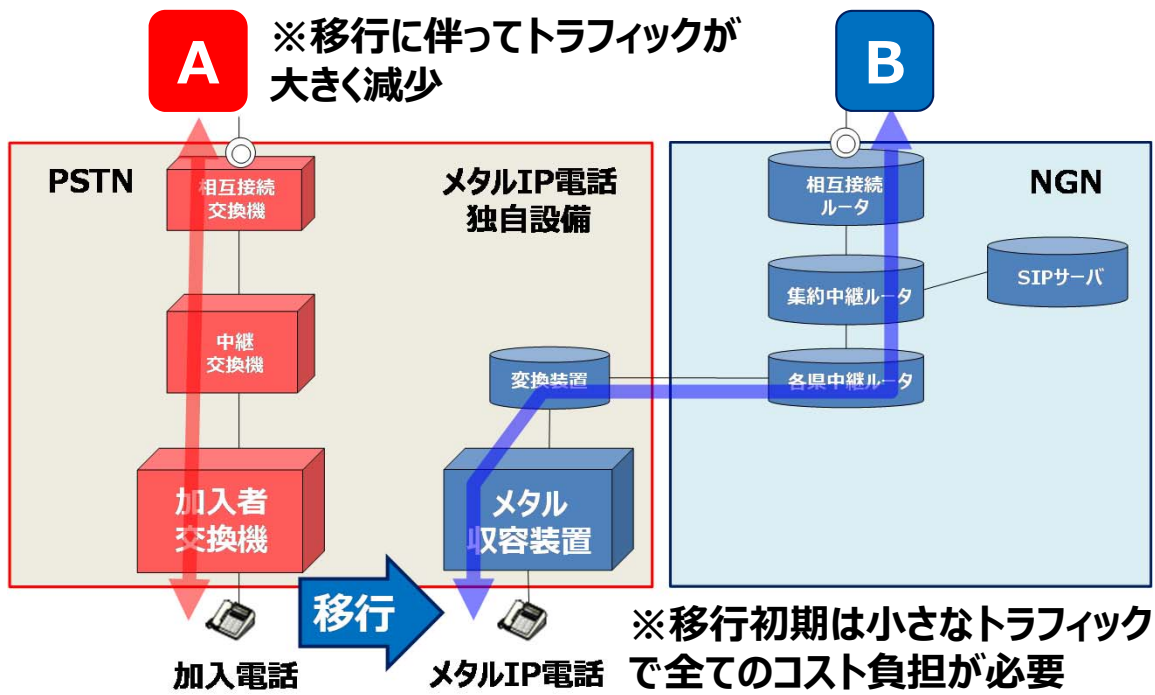 A
※移行に伴ってトラフィックが
大きく減少
B
PSTN
相互接続
交換機
中継
交換機
加入者
交換機
加入電話
移行
メタルIP電話
独自設備
変換装置
メタル
収容装置
メタルIP電話
NGN
相互接続
ルータ
集約中継ルータ
SIPサーバ
各県中継ルータ
※移行初期は小さなトラフィック
で全てのコスト負担が必要